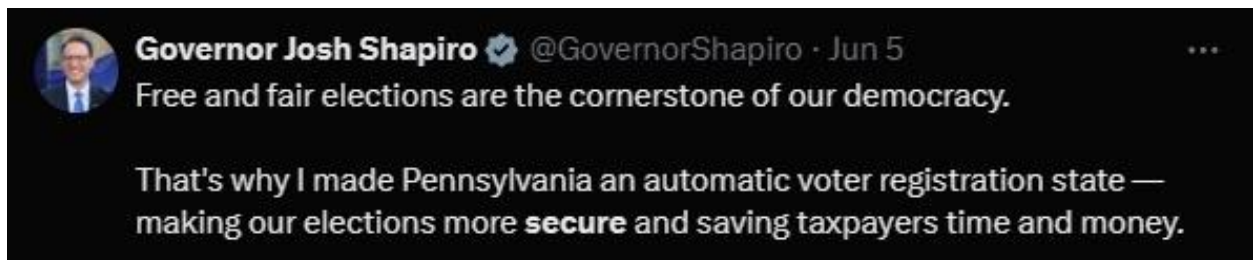 Governor Josh Shapiro @GovernorShapiro · Jun 5
Free and fair elections are the cornerstone of our democracy.
That's why I made Pennsylvania an automatic voter registration state —
making our elections more secure and saving taxpayers time and money.